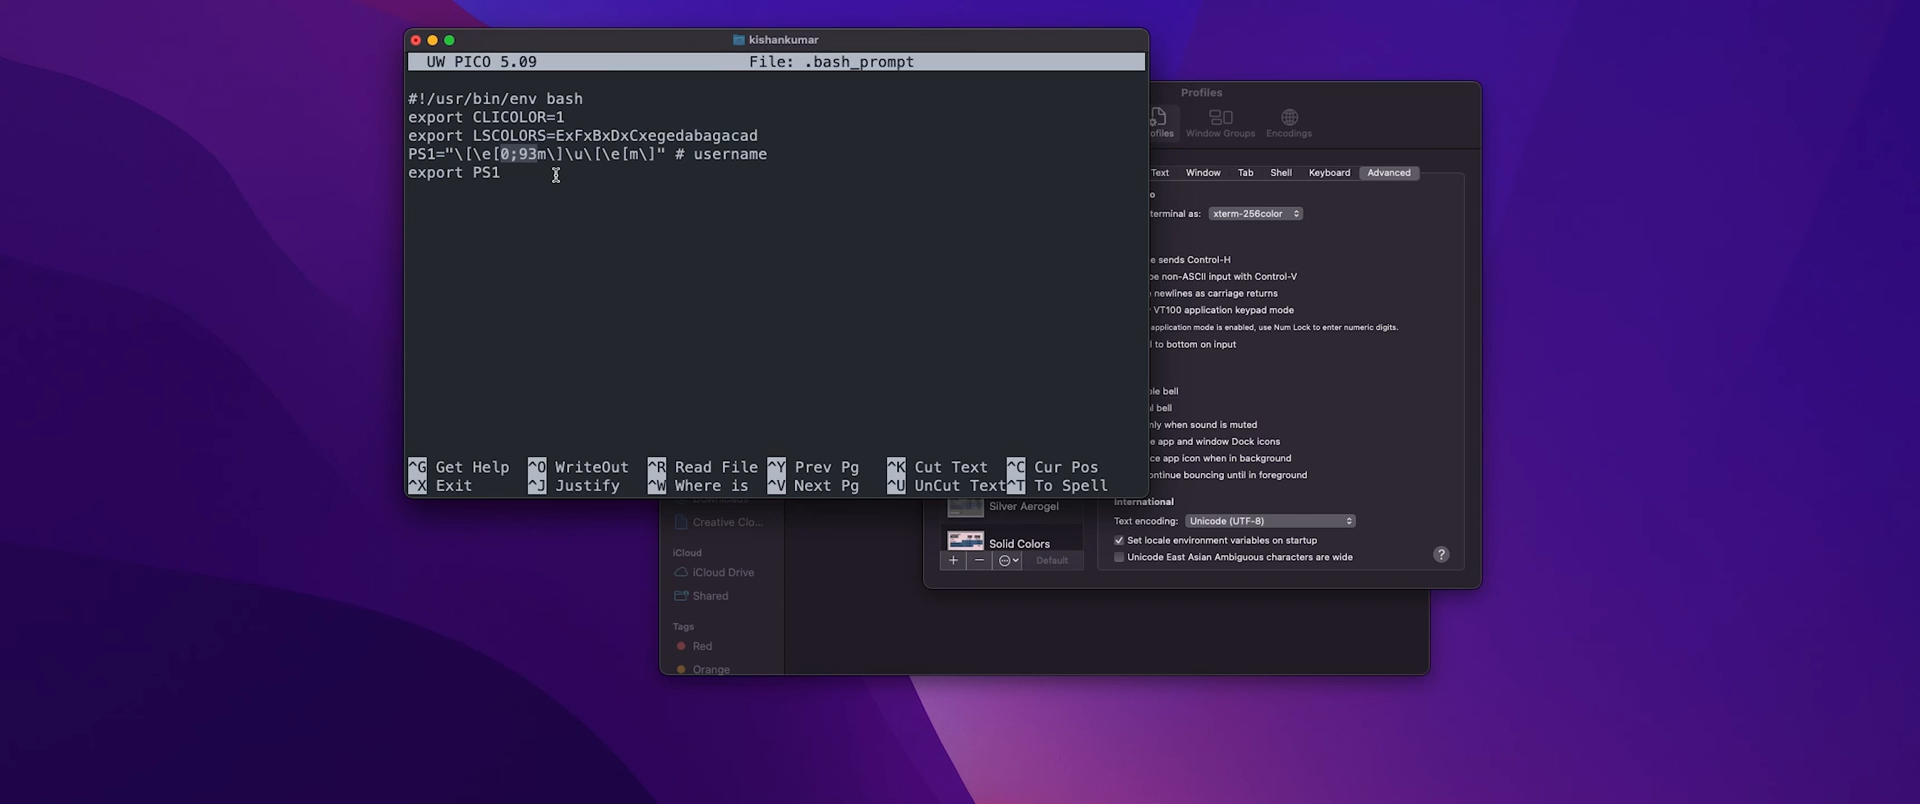 kishankumar
UW PICO 5.09 File: .bash_prompt
#!/usr/bin/env bash
export CLICOLOR=1
export LSCOLORS=ExFxBxDxCxegedabagacad
PS1="\[\e[0;93m\]\u\[\e[m\]" # username
export PS1
^G Get Help ^O WriteOut ^R Read File ^Y Prev Pg ^K Cut Text ^C Cur Pos
^X Exit ^J Justify ^W Where is ^V Next Pg ^U UnCut Text ^T To Spell
Profiles
ofiles Window Groups Encodings
Text Window Tab Shell Keyboard Advanced
terminal as: xterm-256color
e sends Control-H
pe non-ASCII input with Control-V
newlines as carriage returns
VT100 application keypad mode
application mode is enabled, use Num Lock to enter numeric digits.
l to bottom on input
ble bell
al bell
nly when sound is muted
e app and window Dock icons
ce app icon when in background
ontinue bouncing until in foreground
International
Text encoding: Unicode (UTF-8)
Set locale environment variables on startup
Unicode East Asian Ambiguous characters are wide
?
Silver Aerogel
Solid Colors
+ − Default
Creative Clo...
iCloud
iCloud Drive
Shared
Tags
Red
Orange